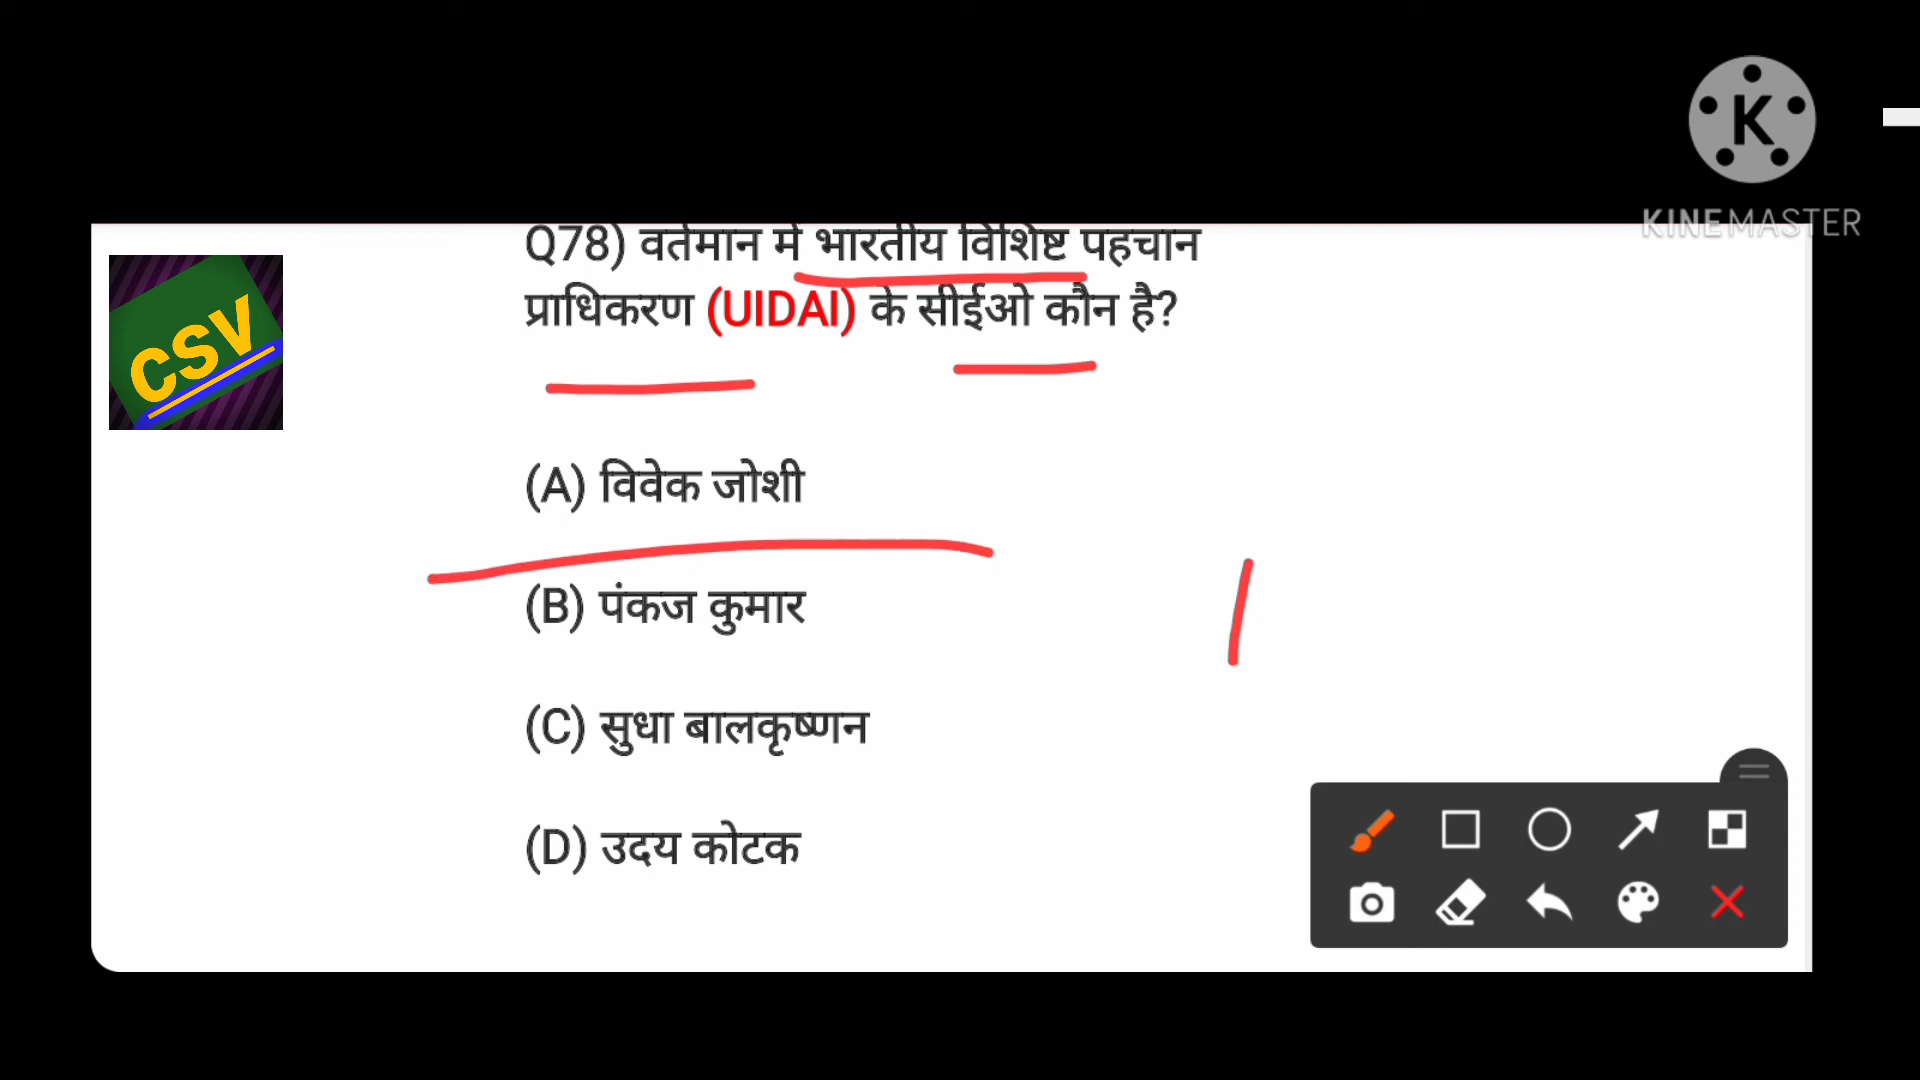 K
KINEMASTER
CSV
Q78) वर्तमान में भारतीय विशिष्ट पहचान
प्राधिकरण (UIDAI) के सीईओ कौन है?
(A) विवेक जोशी
(B) पंकज कुमार
(C) सुधा बालकृष्णन
(D) उदय कोटक